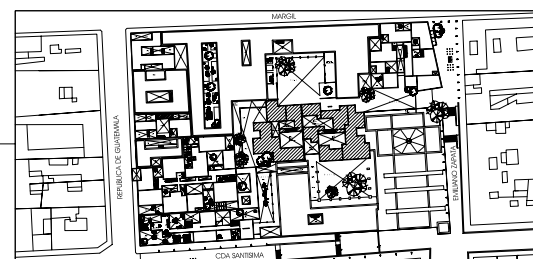 MARGIL
REPUBLICA DE GUATEMALA
EMILIANO ZAPATA
CDA SANTISIMA